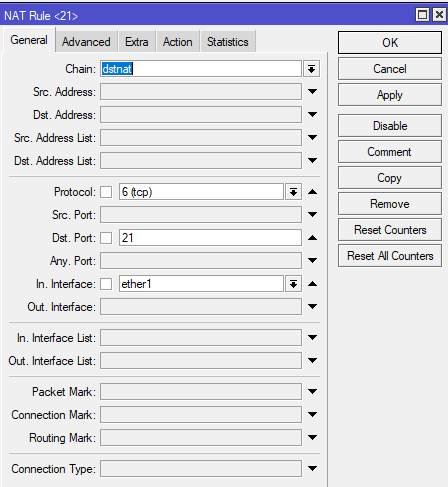 NAT Rule <21>
General Advanced Extra Action Statistics
Chain: dstnat
Src. Address:
Dst. Address:
Src. Address List:
Dst. Address List:
Protocol: 6 (tcp)
Src. Port:
Dst. Port: 21
Any. Port:
In. Interface: ether1
Out. Interface:
In. Interface List:
Out. Interface List:
Packet Mark:
Connection Mark:
Routing Mark:
Connection Type:
OK
Cancel
Apply
Disable
Comment
Copy
Remove
Reset Counters
Reset All Counters